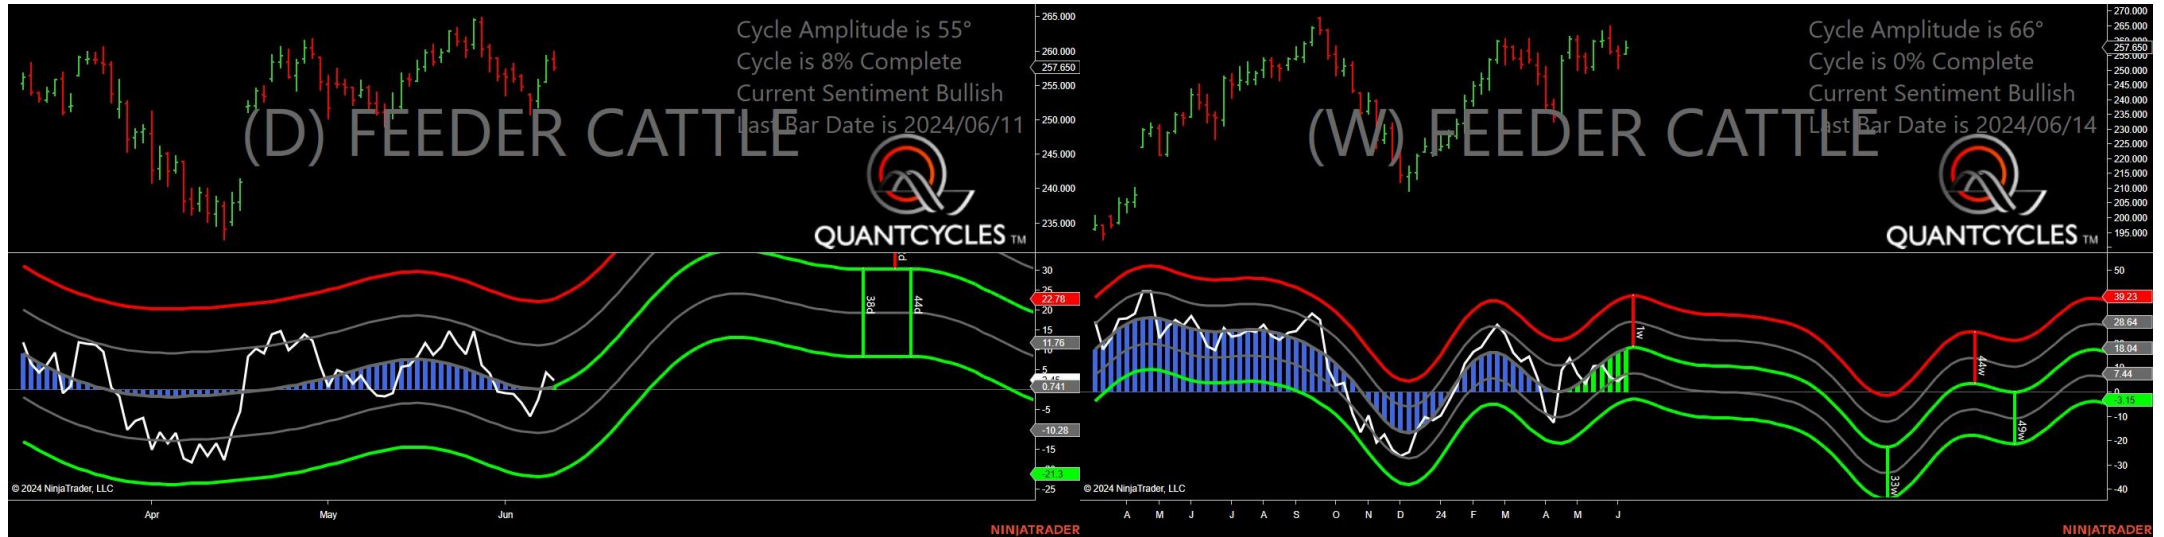 Cycle Amplitude is 55°
Cycle is 8% Complete
Current Sentiment Bullish
Last Bar Date is 2024/06/11
(D) FEEDER CATTLE
QUANTCYCLES TM
265.000
260.000
257.650
255.000
250.000
245.000
240.000
235.000
38d
44d
30
25
22.78
20
15
11.76
5
0.741
-5
-10.28
-15
-21.3
-25
© 2024 NinjaTrader, LLC
Apr
May
Jun
NINJATRADER
Cycle Amplitude is 66°
Cycle is 0% Complete
Current Sentiment Bullish
Last Bar Date is 2024/06/14
(W) FEEDER CATTLE
QUANTCYCLES TM
270.000
265.000
257.650
255.000
250.000
245.000
240.000
235.000
230.000
225.000
220.000
215.000
210.000
205.000
200.000
195.000
1w
44w
49w
33w
50
39.23
28.64
18.04
7.44
0
-3.15
-10
-20
-30
-40
© 2024 NinjaTrader, LLC
A
M
J
J
A
S
O
N
D
24
F
M
A
M
J
NINJATRADER